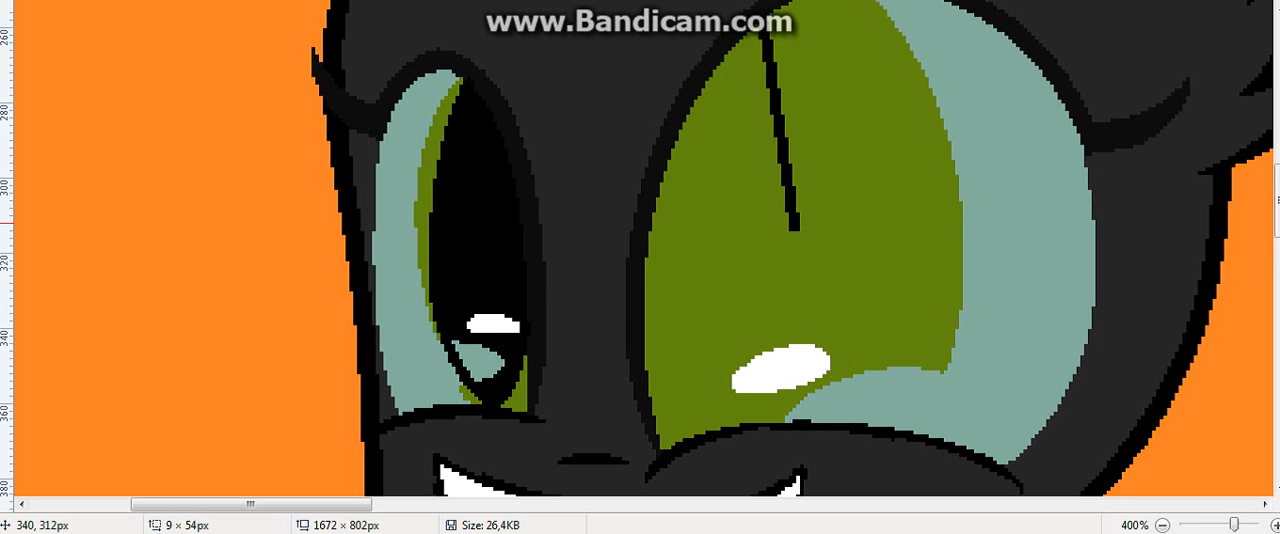 www.Bandicam.com
260
280
300
320
340
360
380
340, 312px
9 × 54px
1672 × 802px
Size: 26,4KB
400%